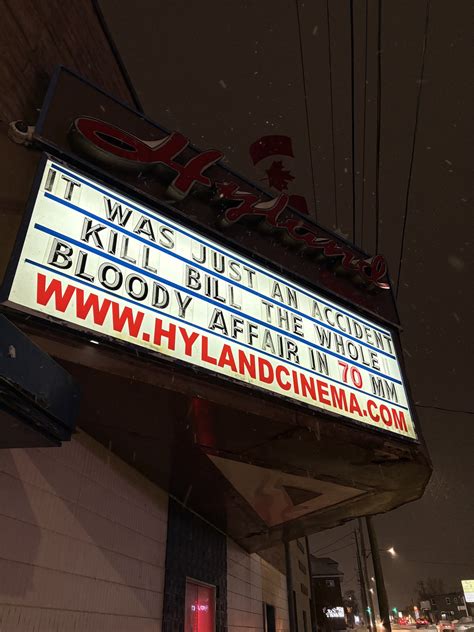 Hyland
IT WAS JUST AN ACCIDENT
KILL BILL THE WHOLE
BLOODY AFFAIR IN 70 MM
WWW.HYLANDCINEMA.COM